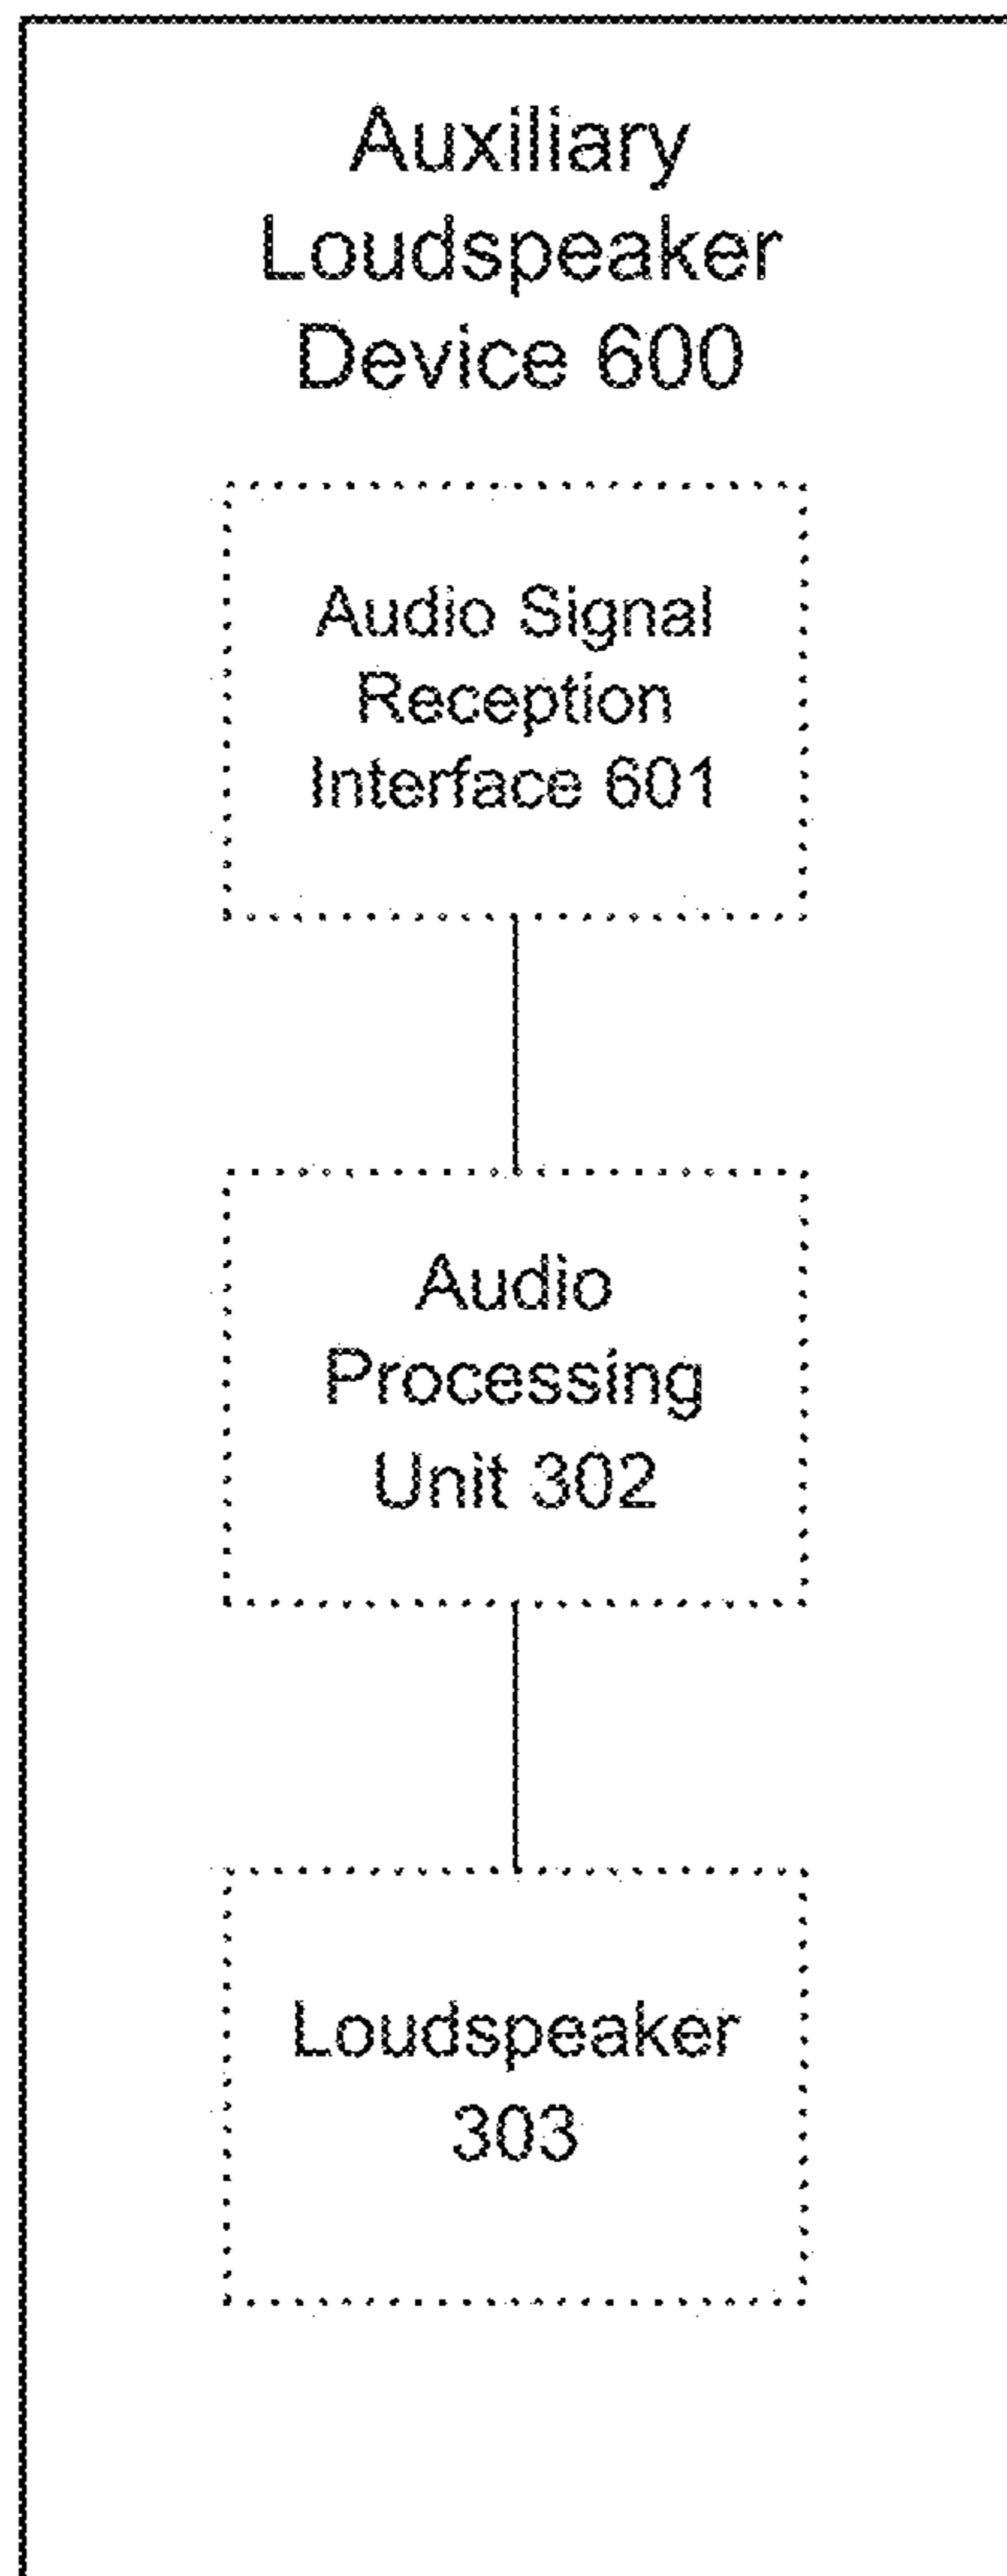 Auxiliary
Loudspeaker
Device 600
Audio Signal
Reception
Interface 601
Audio
Processing
Unit 302
Loudspeaker
303